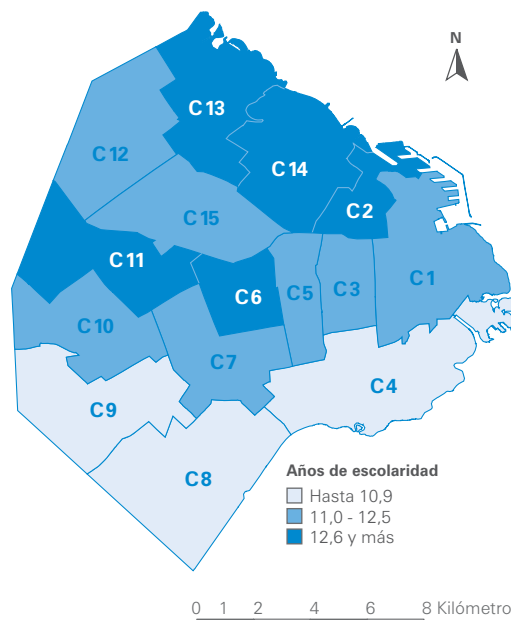 N
C 13
C 12
C 14
C 2
C 15
C 11
C 1
C 6
C 5
C 3
C 10
C 7
C 4
C 9
C 8
Años de escolaridad
Hasta 10,9
11,0 - 12,5
12,6 y más
0 1 2 4 6 8 Kilómetro